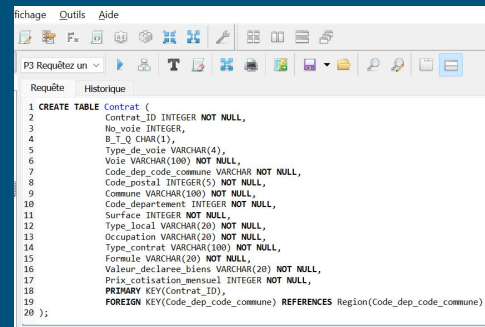 fichage Outils Aide
P3 Requêtez un
Requête Historique
1 CREATE TABLE Contrat (
2 Contrat_ID INTEGER NOT NULL,
3 No_voie INTEGER,
4 B_T_Q CHAR(1),
5 Type_de_voie VARCHAR(4),
6 Voie VARCHAR(100) NOT NULL,
7 Code_dep_code_commune VARCHAR NOT NULL,
8 Code_postal INTEGER(5) NOT NULL,
9 Commune VARCHAR(100) NOT NULL,
10 Code_departement INTEGER NOT NULL,
11 Surface INTEGER NOT NULL,
12 Type_local VARCHAR(20) NOT NULL,
13 Occupation VARCHAR(20) NOT NULL,
14 Type_contrat VARCHAR(100) NOT NULL,
15 Formule VARCHAR(20) NOT NULL,
16 Valeur_declaree_biens VARCHAR(20) NOT NULL,
17 Prix_cotisation_mensuel INTEGER NOT NULL,
18 PRIMARY KEY(Contrat_ID),
19 FOREIGN KEY(Code_dep_code_commune) REFERENCES Region(Code_dep_code_commune)
20 );